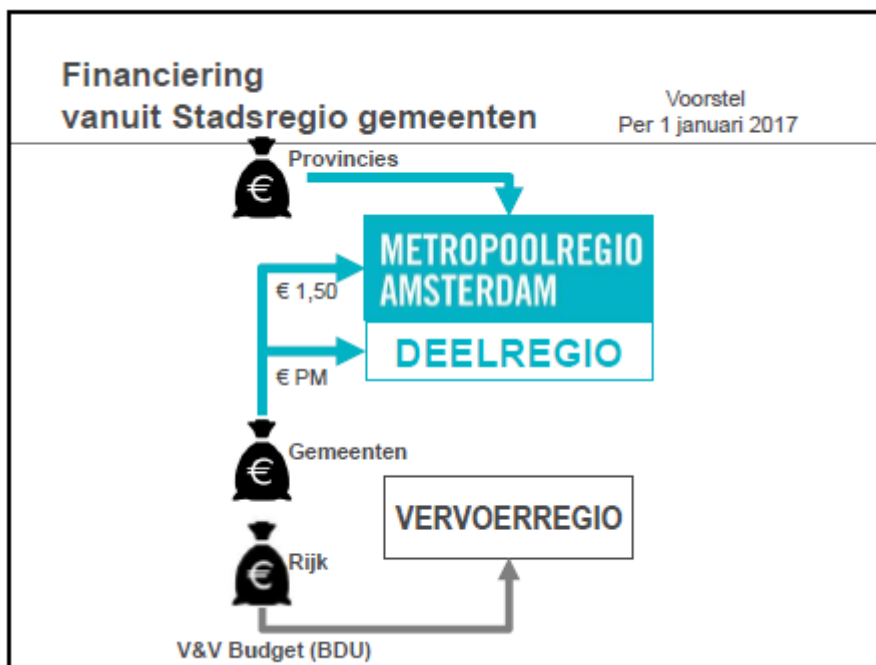 Financiering
vanuit Stadsregio gemeenten
Voorstel
Per 1 januari 2017
Provincies
€
METROPOOLREGIO
AMSTERDAM
€ 1,50
DEELREGIO
€ PM
Gemeenten
€
VERVOERREGIO
Rijk
€
V&V Budget (BDU)